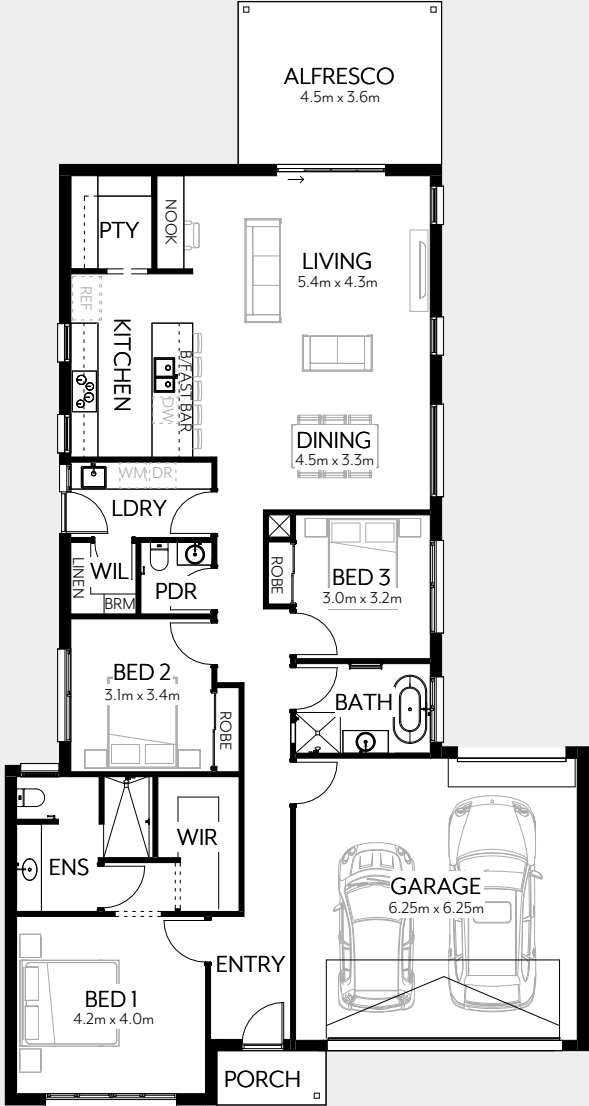 ALFRESCO
4.5m x 3.6m
PTY
NOOK
LIVING
5.4m x 4.3m
REF
KITCHEN
B/FAST BAR
DW
DINING
4.5m x 3.3m
WM DR
LDRY
LINEN
WIL
BRM
PDR
ROBE
BED 3
3.0m x 3.2m
BED 2
3.1m x 3.4m
ROBE
BATH
WIR
ENS
GARAGE
6.25m x 6.25m
ENTRY
BED 1
4.2m x 4.0m
PORCH